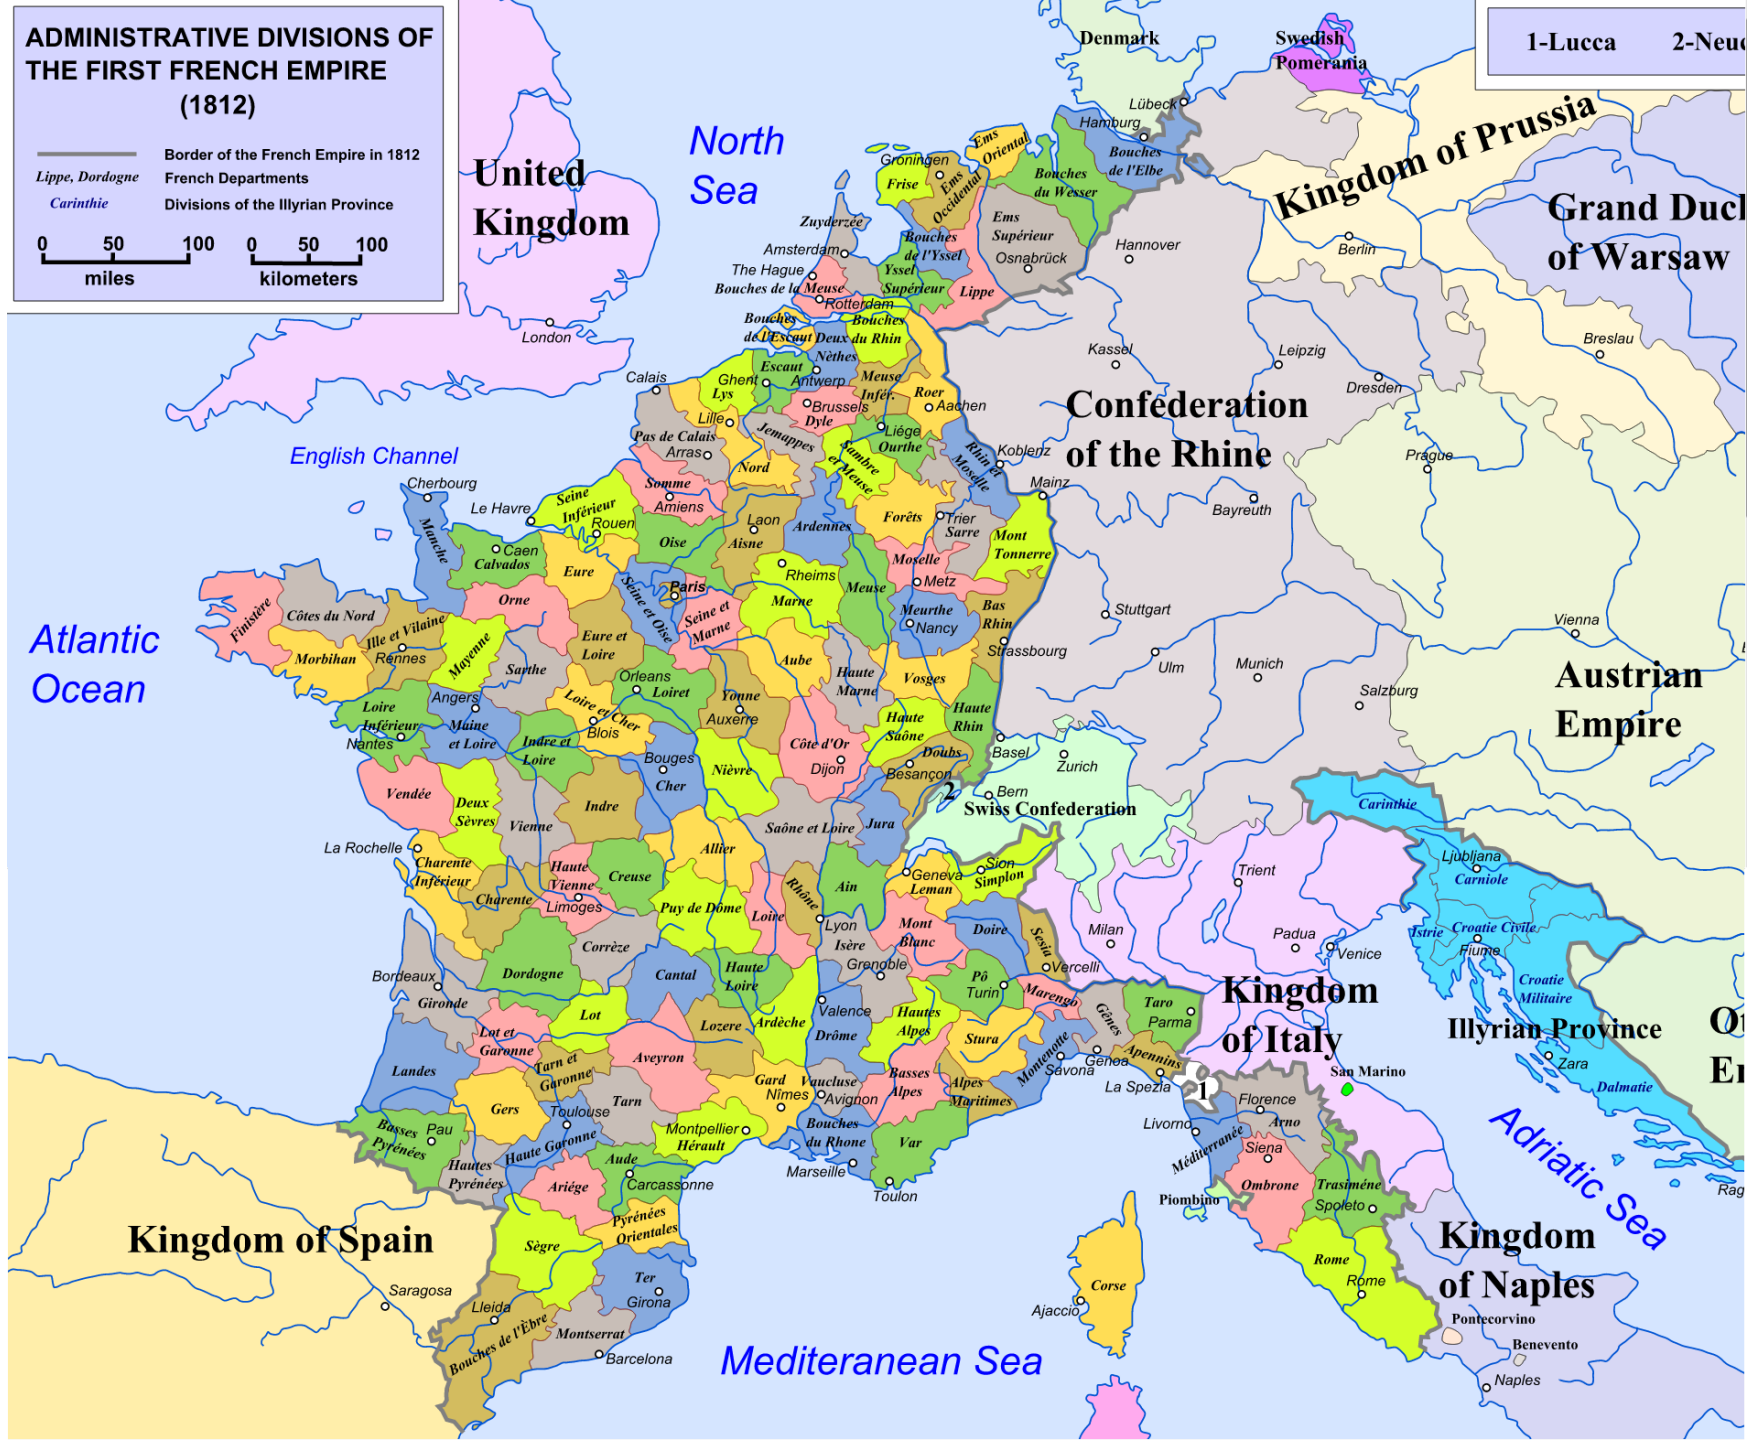 ADMINISTRATIVE DIVISIONS OF
THE FIRST FRENCH EMPIRE
(1812)
Border of the French Empire in 1812
Lippe, Dordogne
French Departments
Carinthie
Divisions of the Illyrian Province
0 50 100
miles
0 50 100
kilometers
1-Lucca
2-Neuc
Denmark
Swedish
Pomerania
Lübeck
Hamburg
Bouches
de l'Elbe
Kingdom of Prussia
Grand Duch
of Warsaw
North
Sea
United
Kingdom
London
Groningen
Frise
Ems
Occidental
Ems
Oriental
Bouches
du Wesser
Ems
Supérieur
Osnabrück
Hannover
Berlin
Zuyderzée
Amsterdam
Bouches
de l'Yssel
Yssel
Supérieur
Lippe
The Hague
Bouches de la Meuse
Rotterdam
Bouches
de l'Escaut
Bouches
du Rhin
Deux
Nèthes
Escaut
Antwerp
Meuse
Infér.
Roer
Aachen
Kassel
Leipzig
Dresden
Breslau
Calais
Ghent
Lys
Lille
Brussels
Dyle
Jemappes
Liége
Ourthe
Sambre
et Meuse
Rhin et
Moselle
Koblenz
Mainz
Confederation
of the Rhine
Prague
Bayreuth
Pas de Calais
Arras
Nord
English Channel
Cherbourg
Le Havre
Seine
Inférieur
Rouen
Somme
Amiens
Laon
Aisne
Ardennes
Forêts
Trier
Sarre
Mont
Tonnerre
Manche
Caen
Calvados
Eure
Oise
Rheims
Marne
Meuse
Moselle
Metz
Paris
Seine et Oise
Seine et
Marne
Meurthe
Nancy
Bas
Rhin
Strassbourg
Stuttgart
Ulm
Munich
Salzburg
Vienna
Austrian
Empire
Atlantic
Ocean
Finistère
Côtes du Nord
Morbihan
Ille et Vilaine
Rennes
Mayenne
Orne
Sarthe
Eure et
Loire
Orleans
Loiret
Yonne
Auxerre
Aube
Haute
Marne
Vosges
Haute
Rhin
Loire
Inférieur
Nantes
Angers
Maine
et Loire
Indre et
Loire
Loire et Cher
Blois
Bouges
Cher
Nièvre
Côte d'Or
Dijon
Haute
Saône
Doubs
Besançon
2
Basel
Zurich
Bern
Swiss Confederation
Vendée
Deux
Sèvres
Vienne
Indre
Allier
Saône et Loire
Jura
Carinthie
Ljubljana
Carniole
Istrie
Croatie Civile
Fiume
Croatie
Militaire
Illyrian Province
Zara
Dalmatie
Rag
La Rochelle
Charente
Inférieur
Charente
Haute
Vienne
Limoges
Creuse
Puy de Dôme
Loire
Rhône
Ain
Geneva
Leman
Sion
Simplon
Lyon
Isère
Grenoble
Mont
Blanc
Doire
Sesia
Vercelli
Trient
Milan
Padua
Venice
Kingdom
of Italy
Bordeaux
Gironde
Dordogne
Corrèze
Cantal
Haute
Loire
Ardèche
Valence
Drôme
Hautes
Alpes
Pô
Turin
Marengo
Gênes
Genoa
Taro
Parma
Stura
Montenotte
Savona
Apennins
La Spezia
1
San Marino
Lot
Lot et
Garonne
Tarn et
Garonne
Aveyron
Lozere
Gard
Nîmes
Vaucluse
Avignon
Basses
Alpes
Alpes
Maritimes
Landes
Gers
Toulouse
Tarn
Montpellier
Hérault
Bouches
du Rhone
Marseille
Var
Toulon
Basses
Pyrénées
Pau
Hautes
Pyrénées
Haute Garonne
Ariége
Aude
Carcassonne
Pyrénées
Orientales
Kingdom of Spain
Saragosa
Sègre
Ter
Girona
Lleida
Bouches de l'Èbre
Montserrat
Barcelona
Mediteranean Sea
Corse
Ajaccio
Livorno
Méditerranée
Florence
Arno
Siena
Ombrone
Piombino
Trasiméne
Spoleto
Rome
Rome
Adriatic Sea
Kingdom
of Naples
Pontecorvino
Benevento
Naples